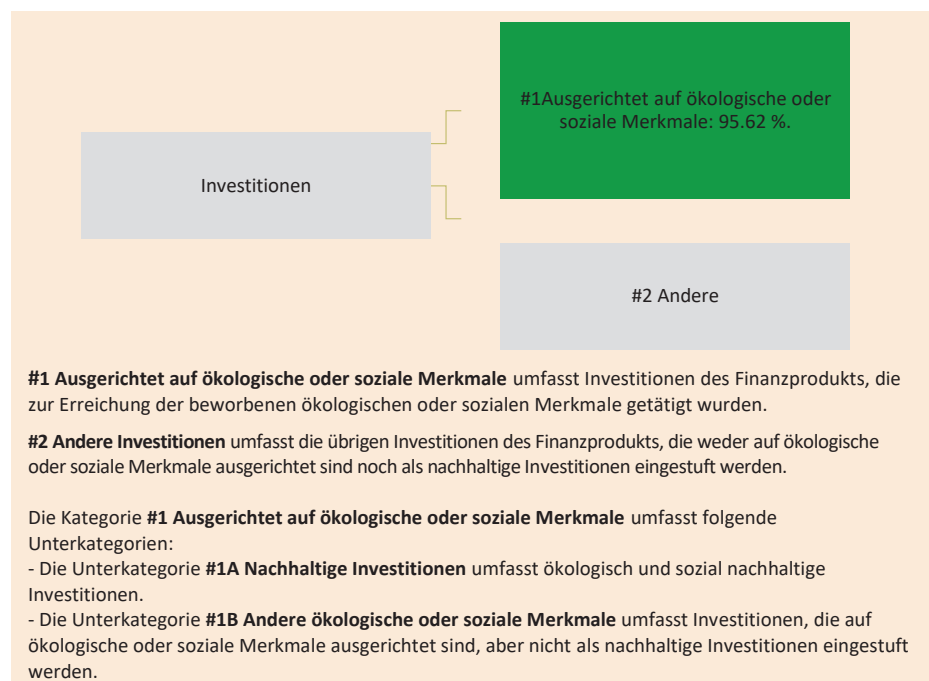 #1Ausgerichtet auf ökologische oder
soziale Merkmale: 95.62 %.
Investitionen
#2 Andere
#1 Ausgerichtet auf ökologische oder soziale Merkmale umfasst Investitionen des Finanzprodukts, die
zur Erreichung der beworbenen ökologischen oder sozialen Merkmale getätigt wurden.
#2 Andere Investitionen umfasst die übrigen Investitionen des Finanzprodukts, die weder auf ökologische
oder soziale Merkmale ausgerichtet sind noch als nachhaltige Investitionen eingestuft werden.
Die Kategorie #1 Ausgerichtet auf ökologische oder soziale Merkmale umfasst folgende
Unterkategorien:
- Die Unterkategorie #1A Nachhaltige Investitionen umfasst ökologisch und sozial nachhaltige
Investitionen.
- Die Unterkategorie #1B Andere ökologische oder soziale Merkmale umfasst Investitionen, die auf
ökologische oder soziale Merkmale ausgerichtet sind, aber nicht als nachhaltige Investitionen eingestuft
werden.